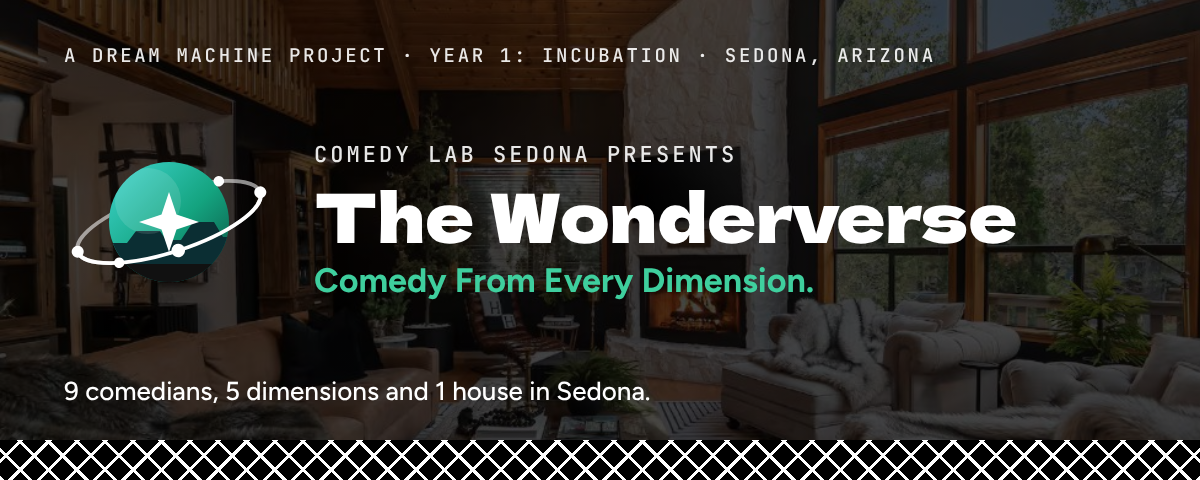 A DREAM MACHINE PROJECT · YEAR 1: INCUBATION · SEDONA, ARIZONA
COMEDY LAB SEDONA PRESENTS
The Wonderverse
Comedy From Every Dimension.
9 comedians, 5 dimensions and 1 house in Sedona.